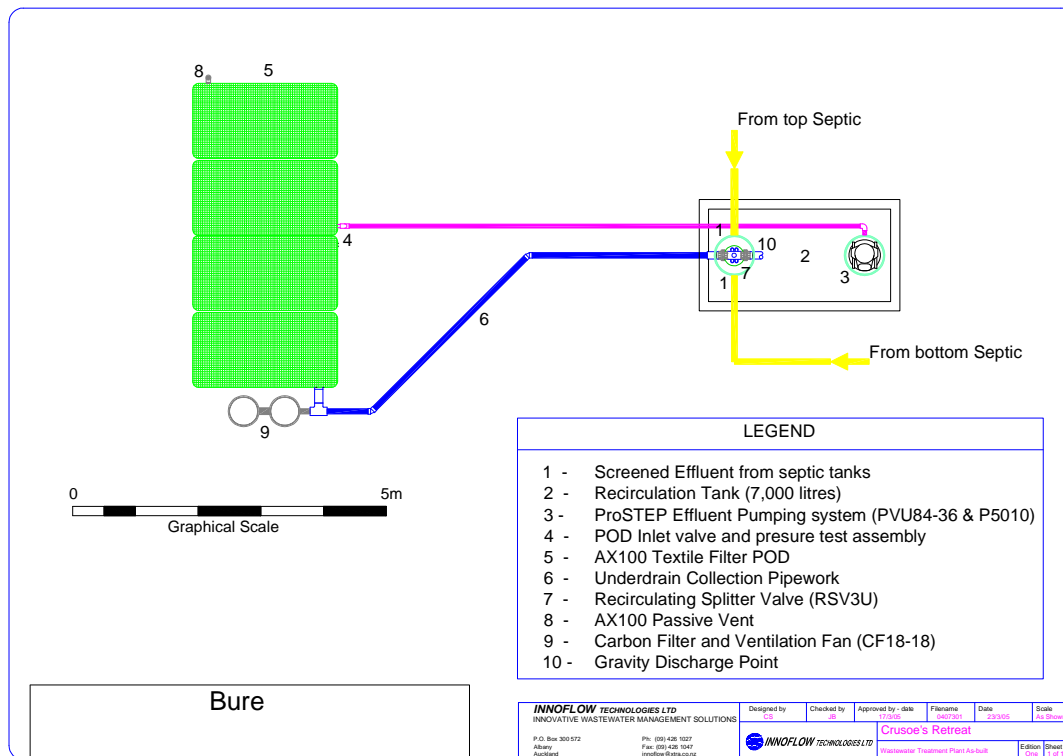 8
5
From top Septic
4
1
10
2
7
3
1
6
From bottom Septic
9
0
5m
Graphical Scale
LEGEND
1 - Screened Effluent from septic tanks
2 - Recirculation Tank (7,000 litres)
3 - ProSTEP Effluent Pumping system (PVU84-36 & P5010)
4 - POD Inlet valve and presure test assembly
5 - AX100 Textile Filter POD
6 - Underdrain Collection Pipework
7 - Recirculating Splitter Valve (RSV3U)
8 - AX100 Passive Vent
9 - Carbon Filter and Ventilation Fan (CF18-18)
10 - Gravity Discharge Point
Bure
INNOFLOW TECHNOLOGIES LTD
INNOVATIVE WASTEWATER MANAGEMENT SOLUTIONS
P.O. Box 300 572
Albany
Auckland
Ph: (09) 426 1027
Fax: (09) 426 1047
innoflow@xtra.co.nz
Designed by
CS
Checked by
JB
Approved by - date
17/3/05
Filename
0407301
Date
23/3/05
Scale
As Show
INNOFLOW TECHNOLOGIES LTD
Crusoe's Retreat
Wastewater Treatment Plant As-built
Edition
One
Sheet
1 of 1